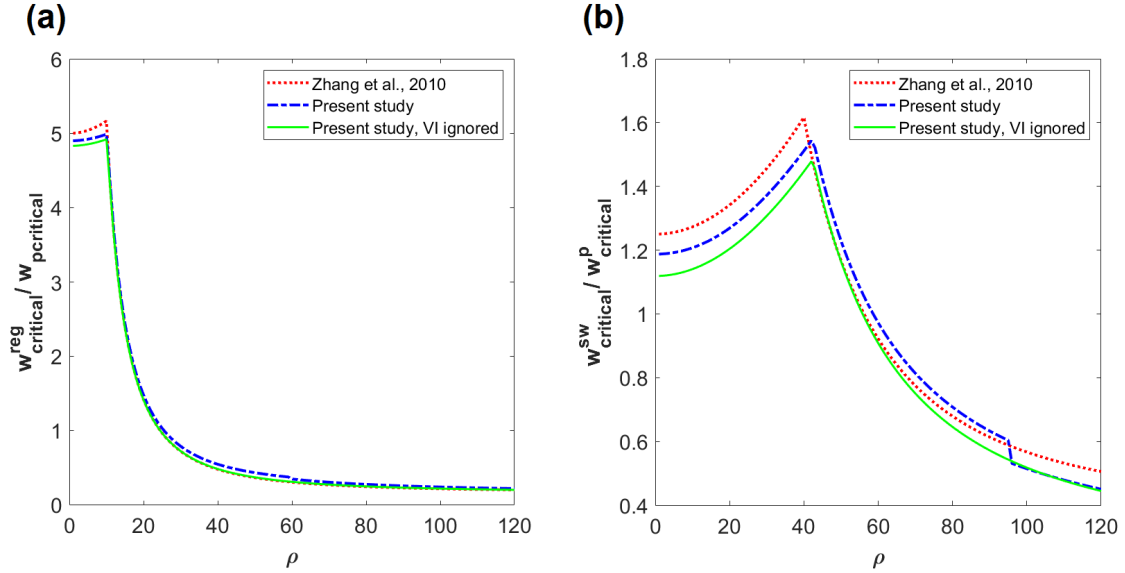 (a)
6
5
4
3
2
1
0
0 20 40 60 80 100 120
w^reg_critical / w_pcritical
ρ
Zhang et al., 2010
Present study
Present study, VI ignored
(b)
1.8
1.6
1.4
1.2
1
0.8
0.6
0.4
0 20 40 60 80 100 120
w^sw_critical / w^p_critical
ρ
Zhang et al., 2010
Present study
Present study, VI ignored